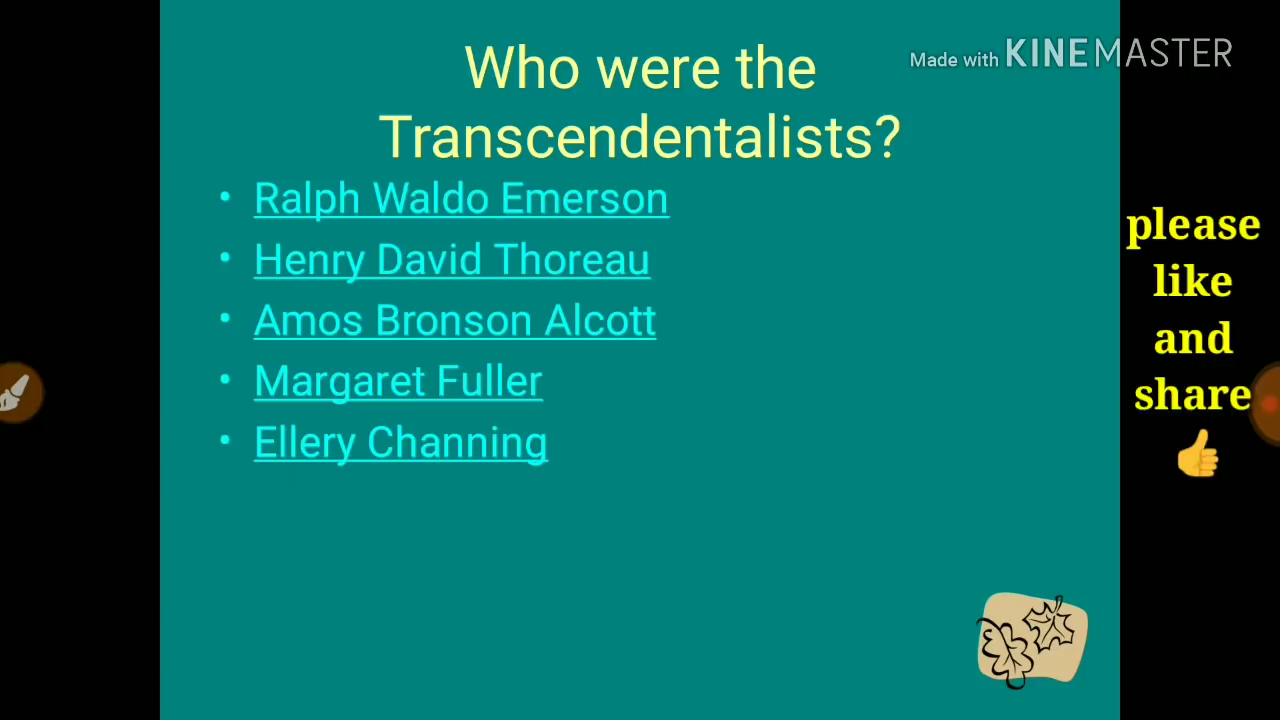 Who were the
Transcendentalists?
Made with KINEMASTER
• Ralph Waldo Emerson
• Henry David Thoreau
• Amos Bronson Alcott
• Margaret Fuller
• Ellery Channing
please
like
and
share
👍